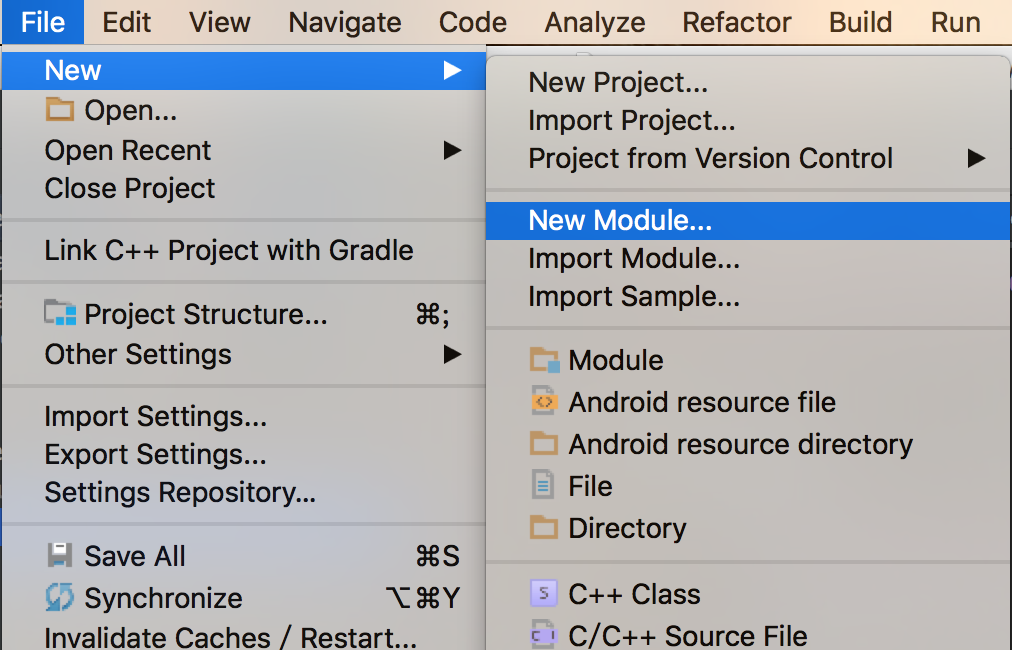 File Edit View Navigate Code Analyze Refactor Build Run
New
Open...
Open Recent
Close Project
Link C++ Project with Gradle
Project Structure... ⌘;
Other Settings
Import Settings...
Export Settings...
Settings Repository...
Save All ⌘S
Synchronize ⌥⌘Y
Invalidate Caches / Restart...
New Project...
Import Project...
Project from Version Control
New Module...
Import Module...
Import Sample...
Module
Android resource file
Android resource directory
File
Directory
S C++ Class
C/C++ Source File